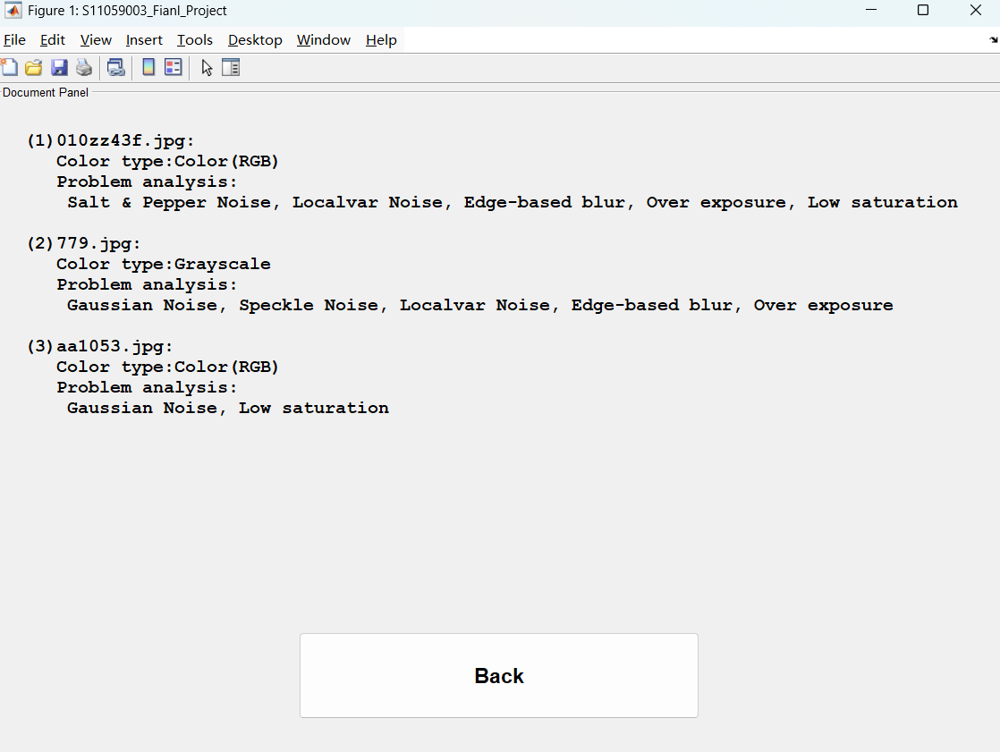 Figure 1: S11059003_Fianl_Project
File Edit View Insert Tools Desktop Window Help
Document Panel
(1)010zz43f.jpg:
Color type:Color(RGB)
Problem analysis:
Salt & Pepper Noise, Localvar Noise, Edge-based blur, Over exposure, Low saturation
(2)779.jpg:
Color type:Grayscale
Problem analysis:
Gaussian Noise, Speckle Noise, Localvar Noise, Edge-based blur, Over exposure
(3)aa1053.jpg:
Color type:Color(RGB)
Problem analysis:
Gaussian Noise, Low saturation
Back